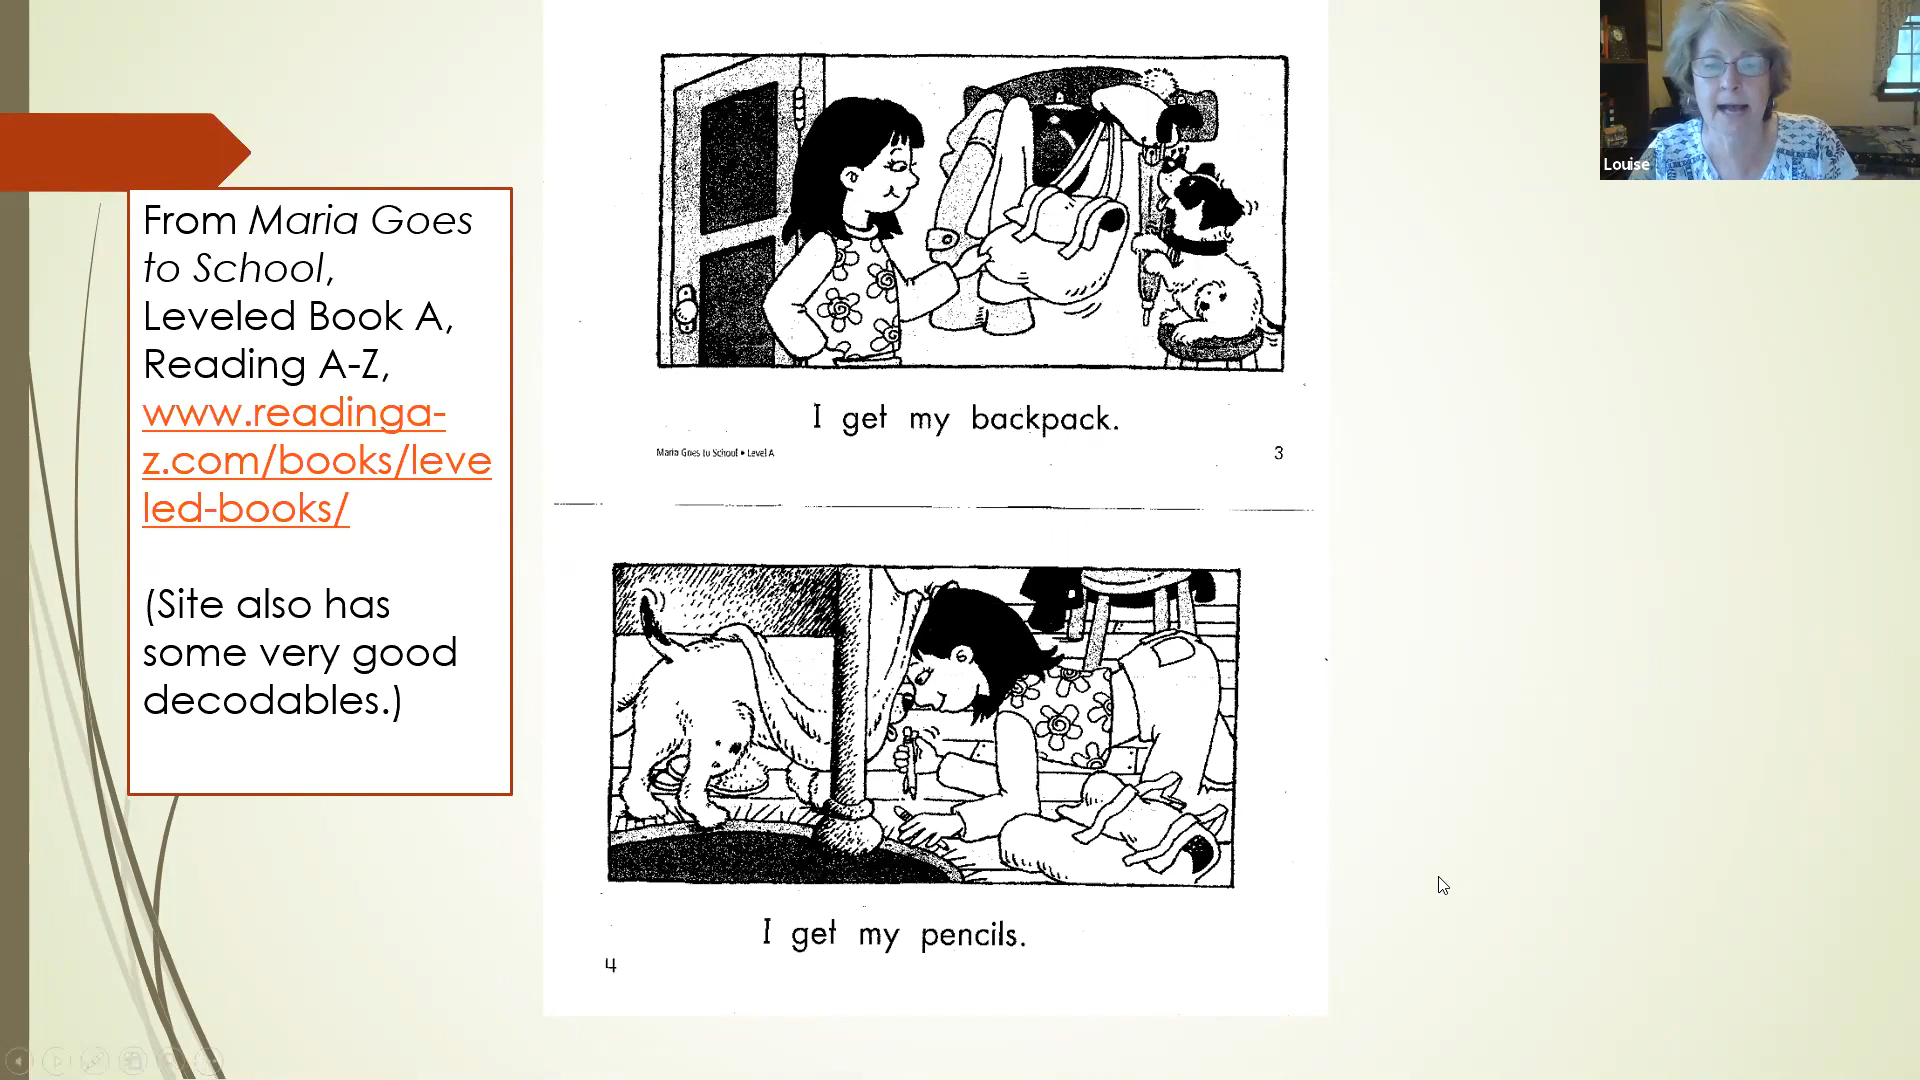 From Maria Goes
to School,
Leveled Book A,
Reading A-Z,
www.readinga-
z.com/books/leve
led-books/
(Site also has
some very good
decodables.)
I get my backpack.
Maria Goes to School • Level A
3
I get my pencils.
4
Louise